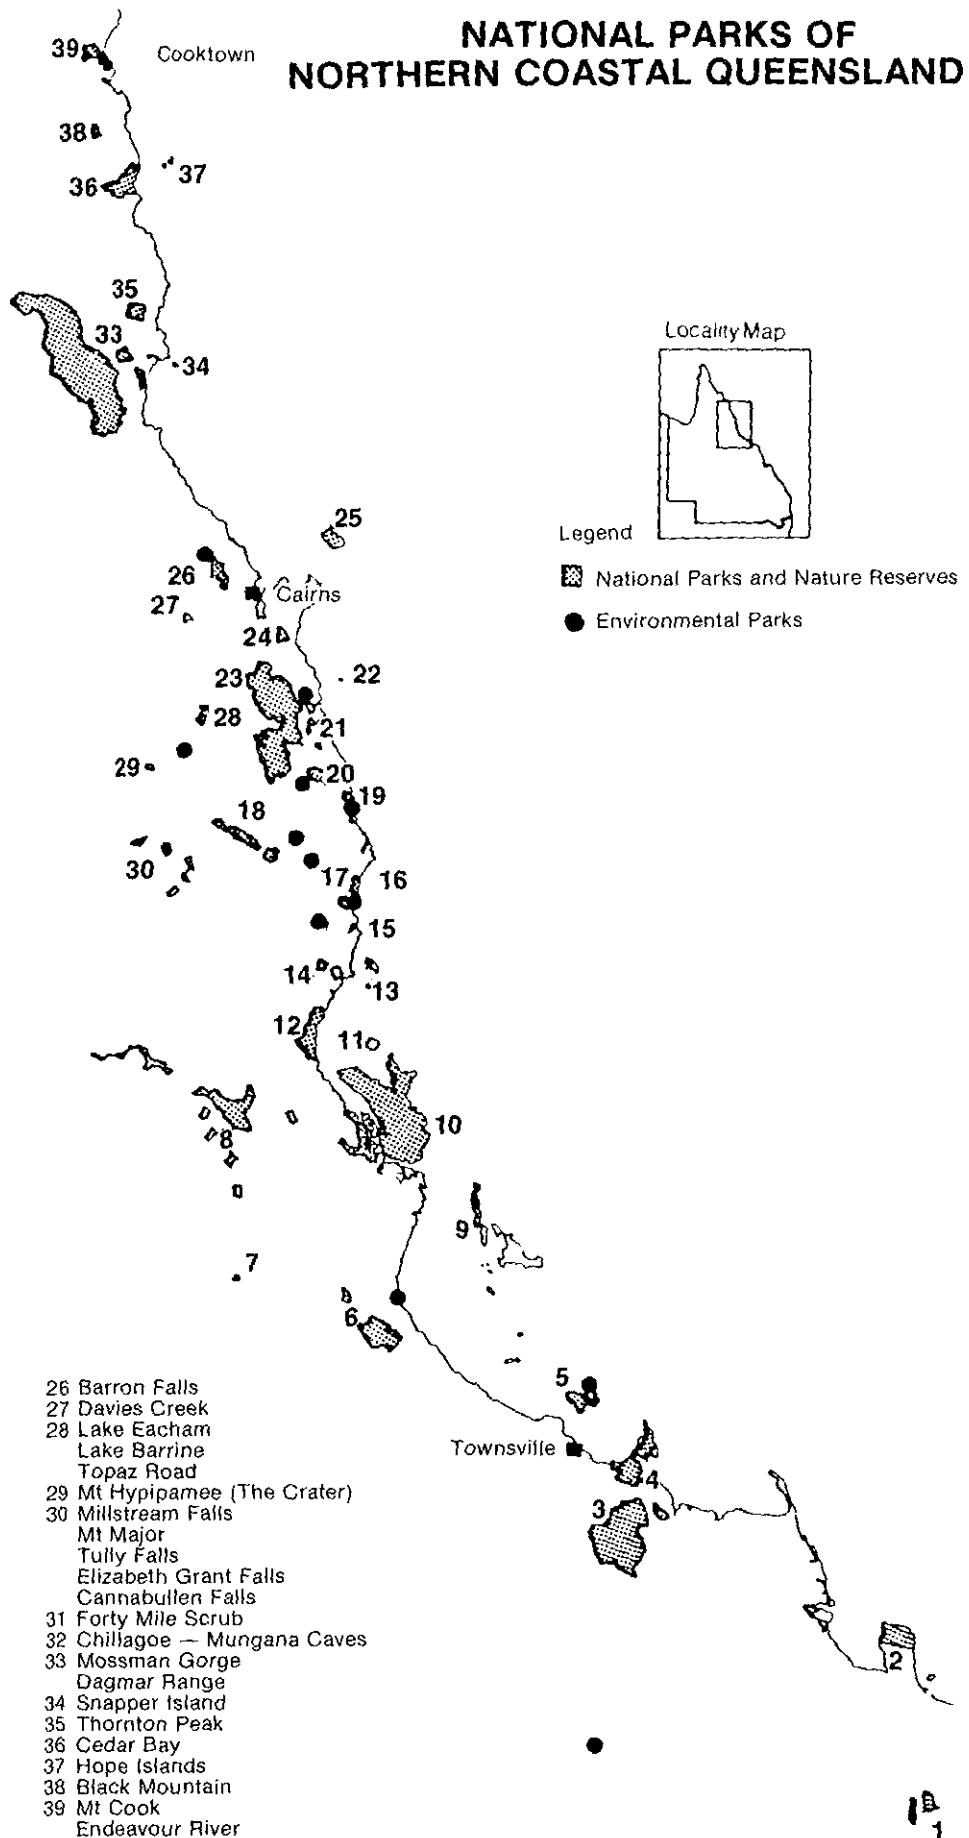 NATIONAL PARKS OF
NORTHERN COASTAL QUEENSLAND
39
Cooktown
38
37
36
35
33
34
Locality Map
25
Legend
26
National Parks and Nature Reserves
27
Cairns
Environmental Parks
24
23
22
28
21
29
20
19
18
30
17
16
15
14
13
12
11
10
8
9
7
6
5
Townsville
4
3
2
1
26 Barron Falls
27 Davies Creek
28 Lake Eacham
Lake Barrine
Topaz Road
29 Mt Hypipamee (The Crater)
30 Millstream Falls
Mt Major
Tully Falls
Elizabeth Grant Falls
Cannabullen Falls
31 Forty Mile Scrub
32 Chillagoe — Mungana Caves
33 Mossman Gorge
Dagmar Range
34 Snapper Island
35 Thornton Peak
36 Cedar Bay
37 Hope Islands
38 Black Mountain
39 Mt Cook
Endeavour River